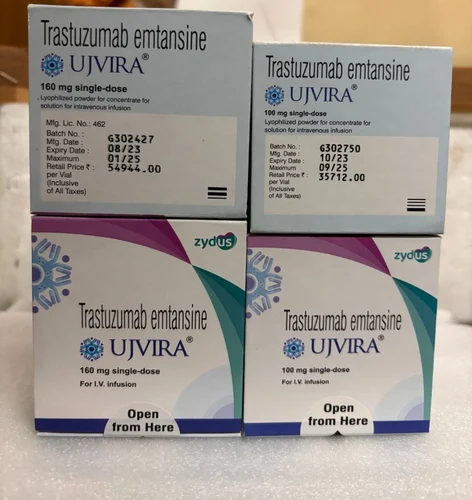 Trastuzumab emtansine
UJVIRA®
160 mg single-dose
Lyophilized powder for concentrate for
solution for intravenous infusion
Mfg. Lic. No.: 462
Batch No. : G302427
Mfg. Date : 08/23
Expiry Date : 01/25
Maximum
Retail Price ₹ : 54944.00
per Vial
(Inclusive
of All Taxes)
Trastuzumab emtansine
UJVIRA®
100 mg single-dose
Lyophilized powder for concentrate for
solution for intravenous infusion
Batch No. : G302750
Mfg. Date : 10/23
Expiry Date : 09/25
Maximum
Retail Price ₹ : 35712.00
per Vial
(Inclusive
of All Taxes)
zydus
Trastuzumab emtansine
UJVIRA®
160 mg single-dose
For I.V. infusion
Open
from Here
zydus
Trastuzumab emtansine
UJVIRA®
100 mg single-dose
For I.V. infusion
Open
from Here